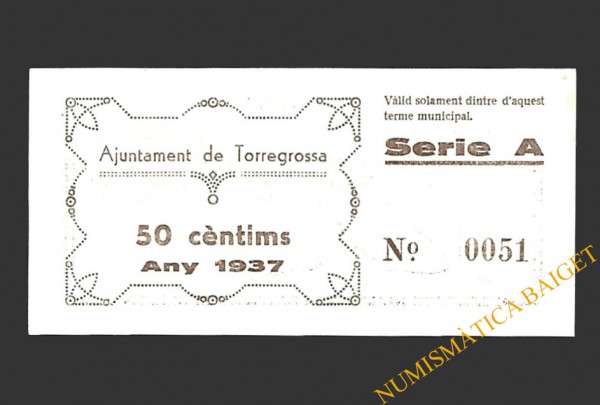 Ajuntament de Torregrossa
50 cèntims
Any 1937
Vàlid solament dintre d'aquest
terme municipal.
Serie A
Nº 0051
NUMISMÀTICA BAIGET